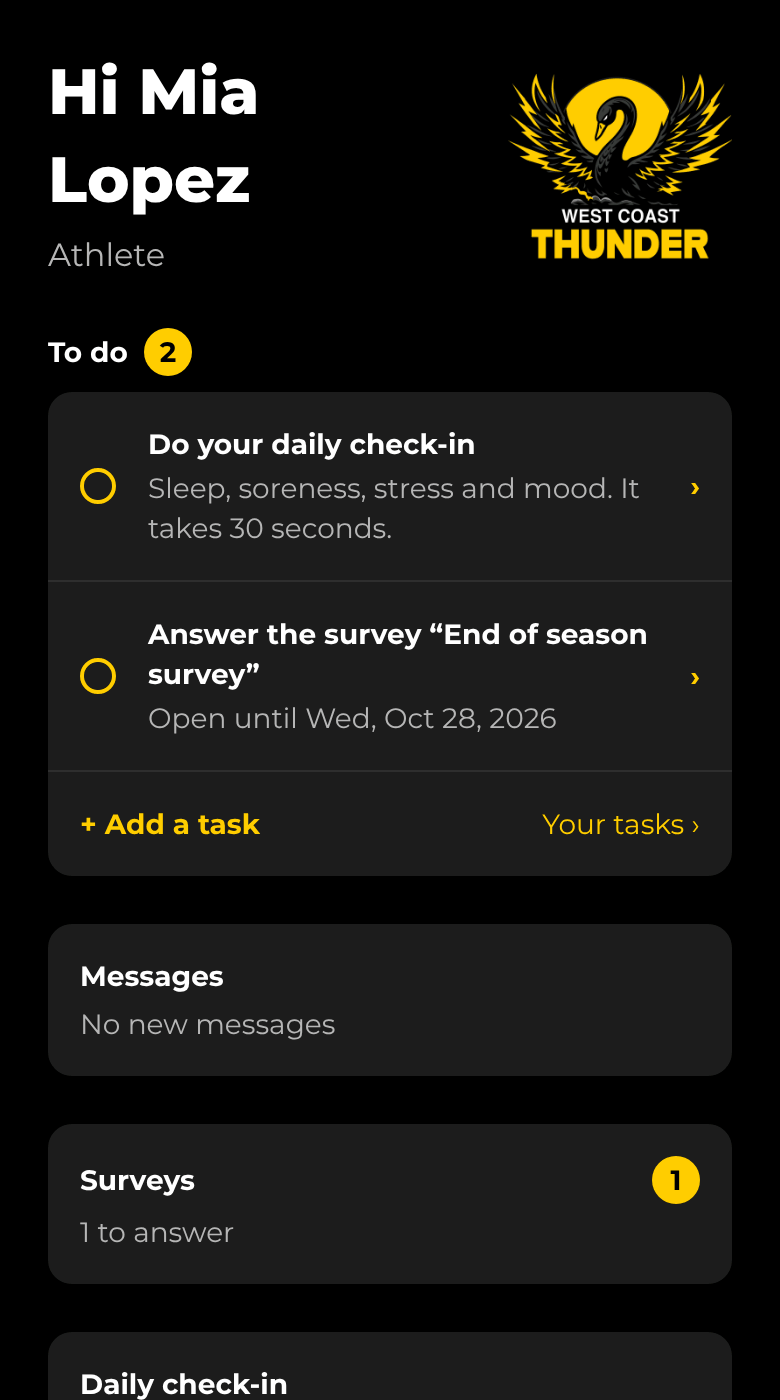 Hi Mia
Lopez
Athlete
WEST COAST
THUNDER
To do 2
Do your daily check-in
Sleep, soreness, stress and mood. It
takes 30 seconds.
›
Answer the survey “End of season
survey”
Open until Wed, Oct 28, 2026
›
+ Add a task
Your tasks ›
Messages
No new messages
Surveys
1
1 to answer
Daily check-in